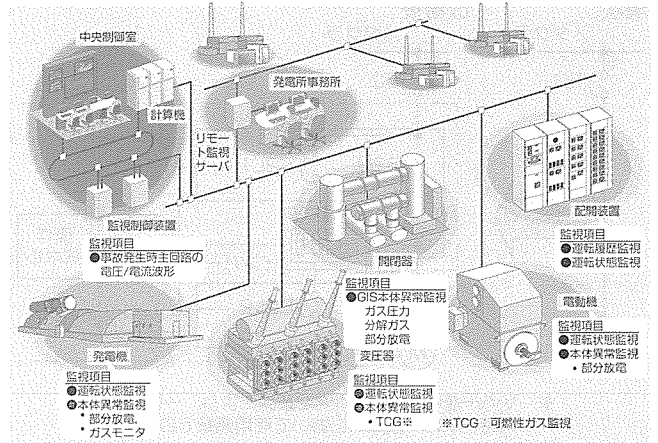 中央制御室
計算機
発電所事務所
リモー
ト監視
サーバ
監視制御装置
監視項目
●事故発生時主回路の
電圧/電流波形
配開装置
監視項目
●運転履歴監視
●運転状態監視
開閉器
監視項目
●GIS本体異常監視
ガス圧力
分解ガス
部分放電
電動機
監視項目
●運転状態監視
●本体異常監視
・部分放電
発電機
監視項目
●運転状態監視
●本体異常監視
・部分放電、
・ガスモニタ
変圧器
監視項目
●運転状態監視
●本体異常監視
・TCG※
※TCG：可燃性ガス監視